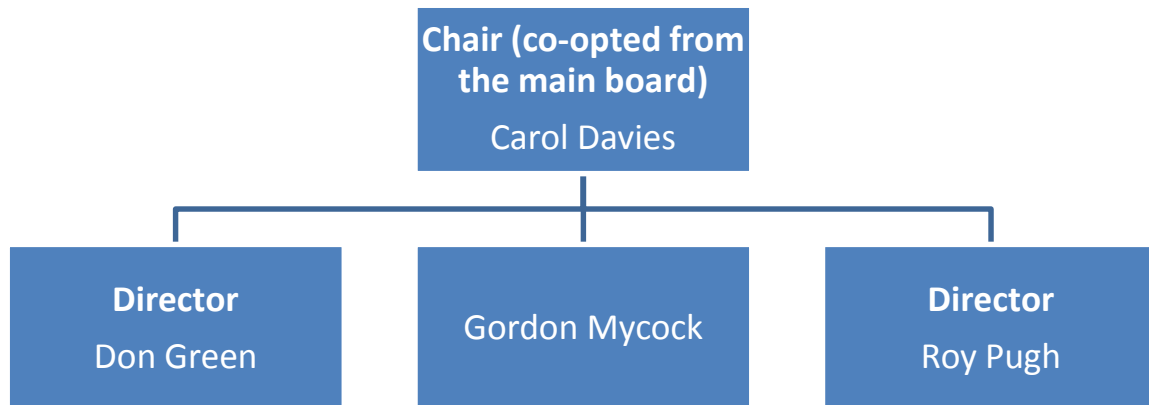 Chair (co-opted from
the main board)
Carol Davies
Director
Don Green
Gordon Mycock
Director
Roy Pugh